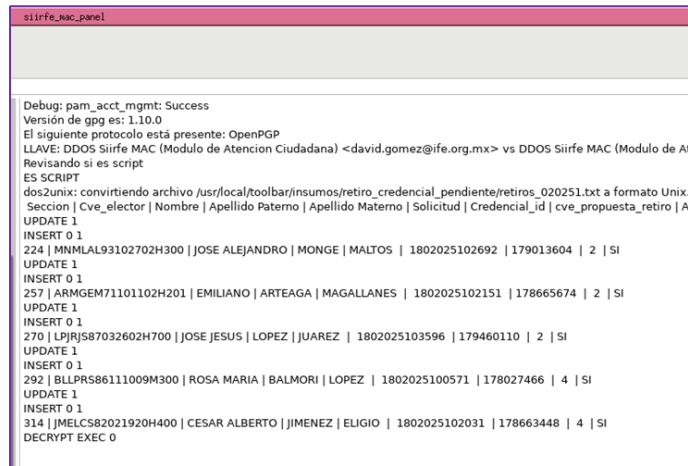 siirfe_mac_panel
Debug: pam_acct_mgmt: Success
Versión de gpg es: 1.10.0
El siguiente protocolo está presente: OpenPGP
LLAVE: DDOS Siirfe MAC (Modulo de Atencion Ciudadana) <david.gomez@ife.org.mx> vs DDOS Siirfe MAC (Modulo de At
Revisando si es script
ES SCRIPT
dos2unix: convirtiendo archivo /usr/local/toolbar/insumos/retiro_credencial_pendiente/retiros_020251.txt a formato Unix.
Seccion | Cve_elector | Nombre | Apellido Paterno | Apellido Materno | Solicitud | Credencial_id | cve_propuesta_retiro | A
UPDATE 1
INSERT 0 1
224 | MNMLAL93102702H300 | JOSE ALEJANDRO | MONGE | MALTOS | 1802025102692 | 179013604 | 2 | SI
UPDATE 1
INSERT 0 1
257 | ARMGEM71101102H201 | EMILIANO | ARTEAGA | MAGALLANES | 1802025102151 | 178665674 | 2 | SI
UPDATE 1
INSERT 0 1
270 | LPJRJS87032602H700 | JOSE JESUS | LOPEZ | JUAREZ | 1802025103596 | 179460110 | 2 | SI
UPDATE 1
INSERT 0 1
292 | BLLPRS86111009M300 | ROSA MARIA | BALMORI | LOPEZ | 1802025100571 | 178027466 | 4 | SI
UPDATE 1
INSERT 0 1
314 | JMELCS82021920H400 | CESAR ALBERTO | JIMENEZ | ELIGIO | 1802025102031 | 178663448 | 4 | SI
DECRYPT EXEC 0